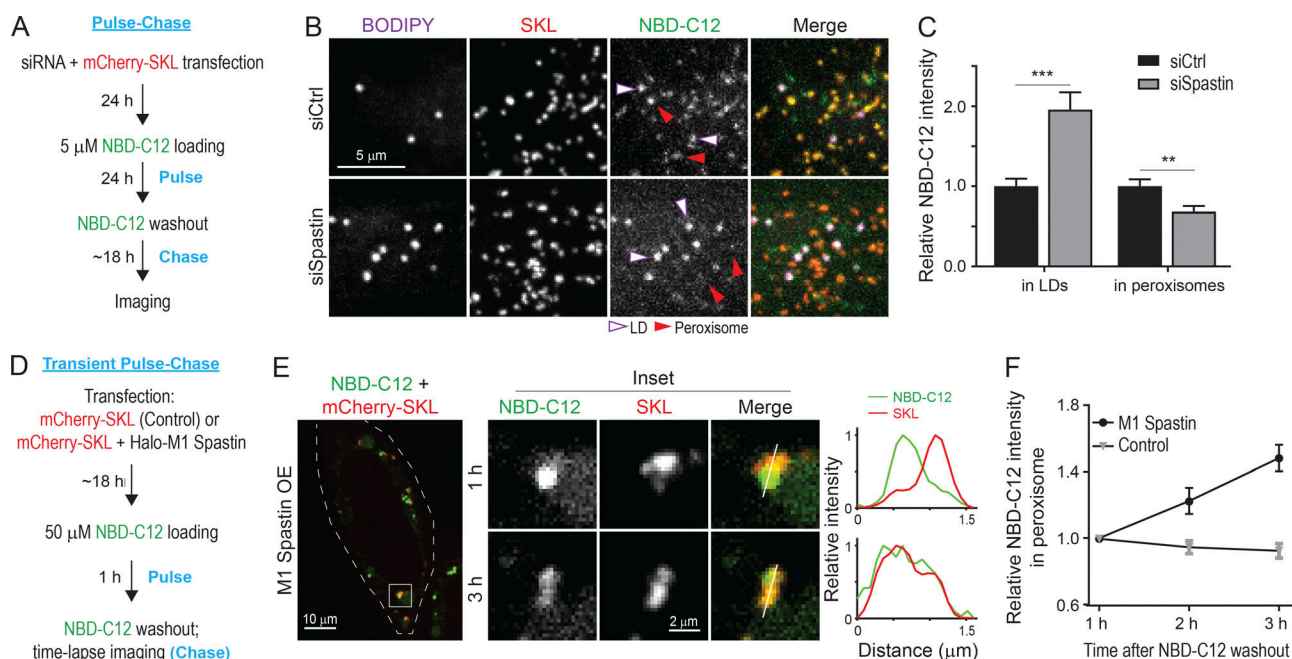 A
Pulse-Chase
siRNA + mCherry-SKL transfection
24 h
5 μM NBD-C12 loading
24 h
Pulse
NBD-C12 washout
~18 h
Chase
Imaging
B
BODIPY
SKL
NBD-C12
Merge
siCtrl
5 μm
siSpastin
LD
Peroxisome
C
siCtrl
siSpastin
Relative NBD-C12 intensity
2.0
1.0
0.0
***
**
in LDs
in peroxisomes
D
Transient Pulse-Chase
Transfection:
mCherry-SKL (Control) or
mCherry-SKL + Halo-M1 Spastin
~18 h
50 μM NBD-C12 loading
1 h
Pulse
NBD-C12 washout;
time-lapse imaging (Chase)
E
NBD-C12 +
mCherry-SKL
M1 Spastin OE
10 μm
Inset
NBD-C12
SKL
Merge
1 h
3 h
2 μm
NBD-C12
SKL
Relative intensity
1
0
0
1.5
1
0
0
1.5
Distance (μm)
F
M1 Spastin
Control
Relative NBD-C12 intensity
in peroxisome
1.8
1.4
1.0
0.6
1 h
2 h
3 h
Time after NBD-C12 washout